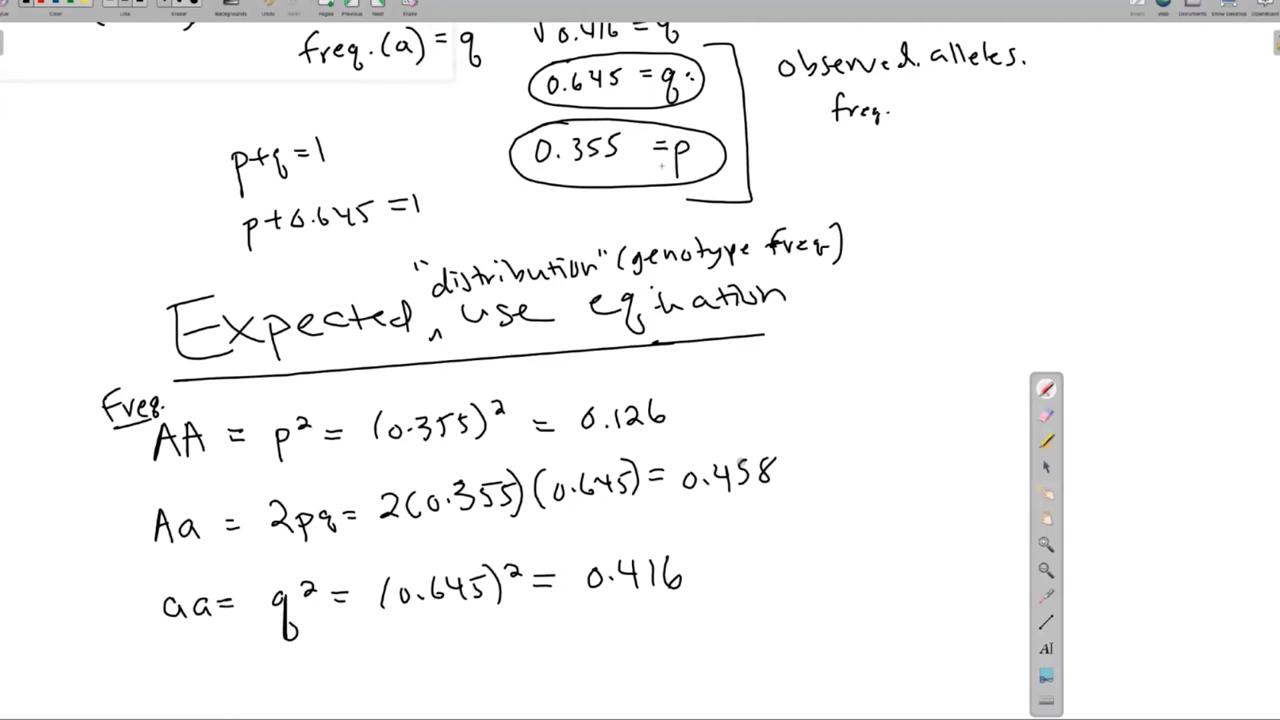 √0.416 = q
freq.(a) = q
0.645 = q.
observed alleles.
freq.
0.355 = p
p+q=1
p+0.645 =1
"distribution" (genotype freq)
Expected ^ use equation
Freq.
AA = p² = (0.355)² = 0.126
Aa = 2pq = 2(0.355)(0.645) = 0.458
aa = q² = (0.645)² = 0.416
AI